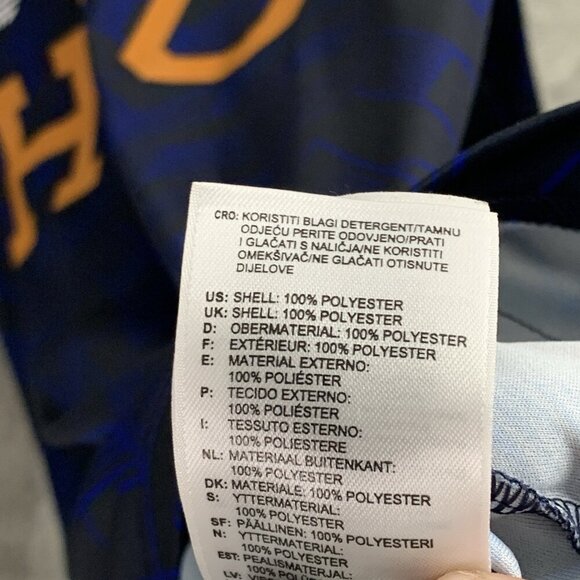 H D
CRO: KORISTITI BLAGI DETERGENT/TAMNU
ODJEĆU PERITE ODOVJENO/PRATI
I GLAČATI S NALIČJA/NE KORISTITI
OMEKŠIVAČ/NE GLAČATI OTISNUTE
DIJELOVE
US: SHELL: 100% POLYESTER
UK: SHELL: 100% POLYESTER
D: OBERMATERIAL: 100% POLYESTER
F: EXTÉRIEUR: 100% POLYESTER
E: MATERIAL EXTERNO:
100% POLIÉSTER
P: TECIDO EXTERNO:
100% POLIÉSTER
I: TESSUTO ESTERNO:
100% POLIESTERE
NL: MATERIAAL BUITENKANT:
100% POLYESTER
DK: MATERIALE: 100% POLYESTER
S: YTTERMATERIAL:
100% POLYESTER
SF: PÄÄLLINEN: 100% POLYESTERI
N: YTTERMATERIAL:
100% POLYESTER
EST: PEALISMATERJAL:
100% POLÜESTER
LV: